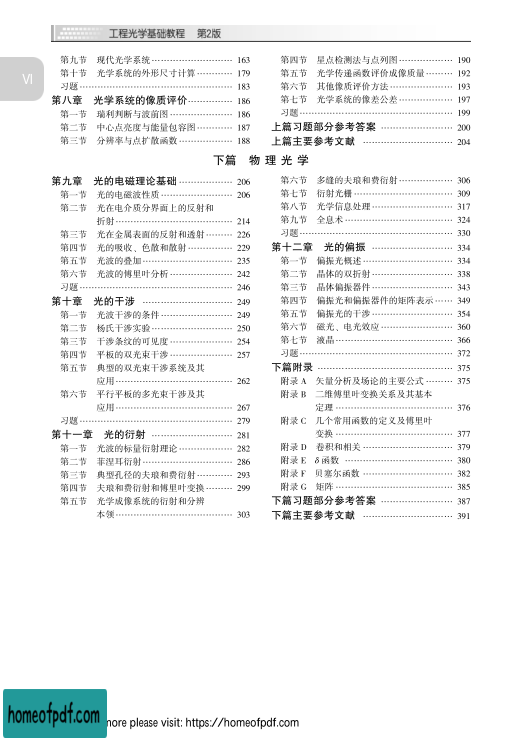 工程光学基础教程 第2版
VI
第九节 现代光学系统 ………… 163
第十节 光学系统的外形尺寸计算 ………… 179
习题 ………… 183
第八章 光学系统的像质评价 ………… 186
第一节 瑞利判断与波前图 ………… 186
第二节 中心点亮度与能量包容图 ………… 187
第三节 分辨率与点扩散函数 ………… 188
第四节 星点检测法与点列图 ………… 190
第五节 光学传递函数评价成像质量 ………… 192
第六节 其他像质评价方法 ………… 193
第七节 光学系统的像差公差 ………… 197
习题 ………… 199
上篇习题部分参考答案 ………… 200
上篇主要参考文献 ………… 204
下篇 物理光学
第九章 光的电磁理论基础 ………… 206
第一节 光的电磁波性质 ………… 206
第二节 光在电介质分界面上的反射和
折射 ………… 214
第三节 光在金属表面的反射和透射 ………… 226
第四节 光的吸收、色散和散射 ………… 229
第五节 光波的叠加 ………… 235
第六节 光波的傅里叶分析 ………… 242
习题 ………… 246
第十章 光的干涉 ………… 249
第一节 光波干涉的条件 ………… 249
第二节 杨氏干涉实验 ………… 250
第三节 干涉条纹的可见度 ………… 254
第四节 平板的双光束干涉 ………… 257
第五节 典型的双光束干涉系统及其
应用 ………… 262
第六节 平行平板的多光束干涉及其
应用 ………… 267
习题 ………… 279
第十一章 光的衍射 ………… 281
第一节 光波的标量衍射理论 ………… 282
第二节 菲涅耳衍射 ………… 286
第三节 典型孔径的夫琅和费衍射 ………… 293
第四节 夫琅和费衍射和傅里叶变换 ………… 299
第五节 光学成像系统的衍射和分辨
本领 ………… 303
第六节 多缝的夫琅和费衍射 ………… 306
第七节 衍射光栅 ………… 309
第八节 光学信息处理 ………… 317
第九节 全息术 ………… 324
习题 ………… 330
第十二章 光的偏振 ………… 334
第一节 偏振光概述 ………… 334
第二节 晶体的双折射 ………… 338
第三节 晶体偏振器件 ………… 343
第四节 偏振光和偏振器件的矩阵表示 …… 349
第五节 偏振光的干涉 ………… 354
第六节 磁光、电光效应 ………… 360
第七节 液晶 ………… 366
习题 ………… 372
下篇附录 ………… 375
附录 A 矢量分析及场论的主要公式 ……… 375
附录 B 二维傅里叶变换关系及其基本
定理 ………… 376
附录 C 几个常用函数的定义及傅里叶
变换 ………… 377
附录 D 卷积和相关 ………… 379
附录 E δ函数 ………… 380
附录 F 贝塞尔函数 ………… 382
附录 G 矩阵 ………… 385
下篇习题部分参考答案 ………… 387
下篇主要参考文献 ………… 391
homeofpdf.com
more please visit: https://homeofpdf.com